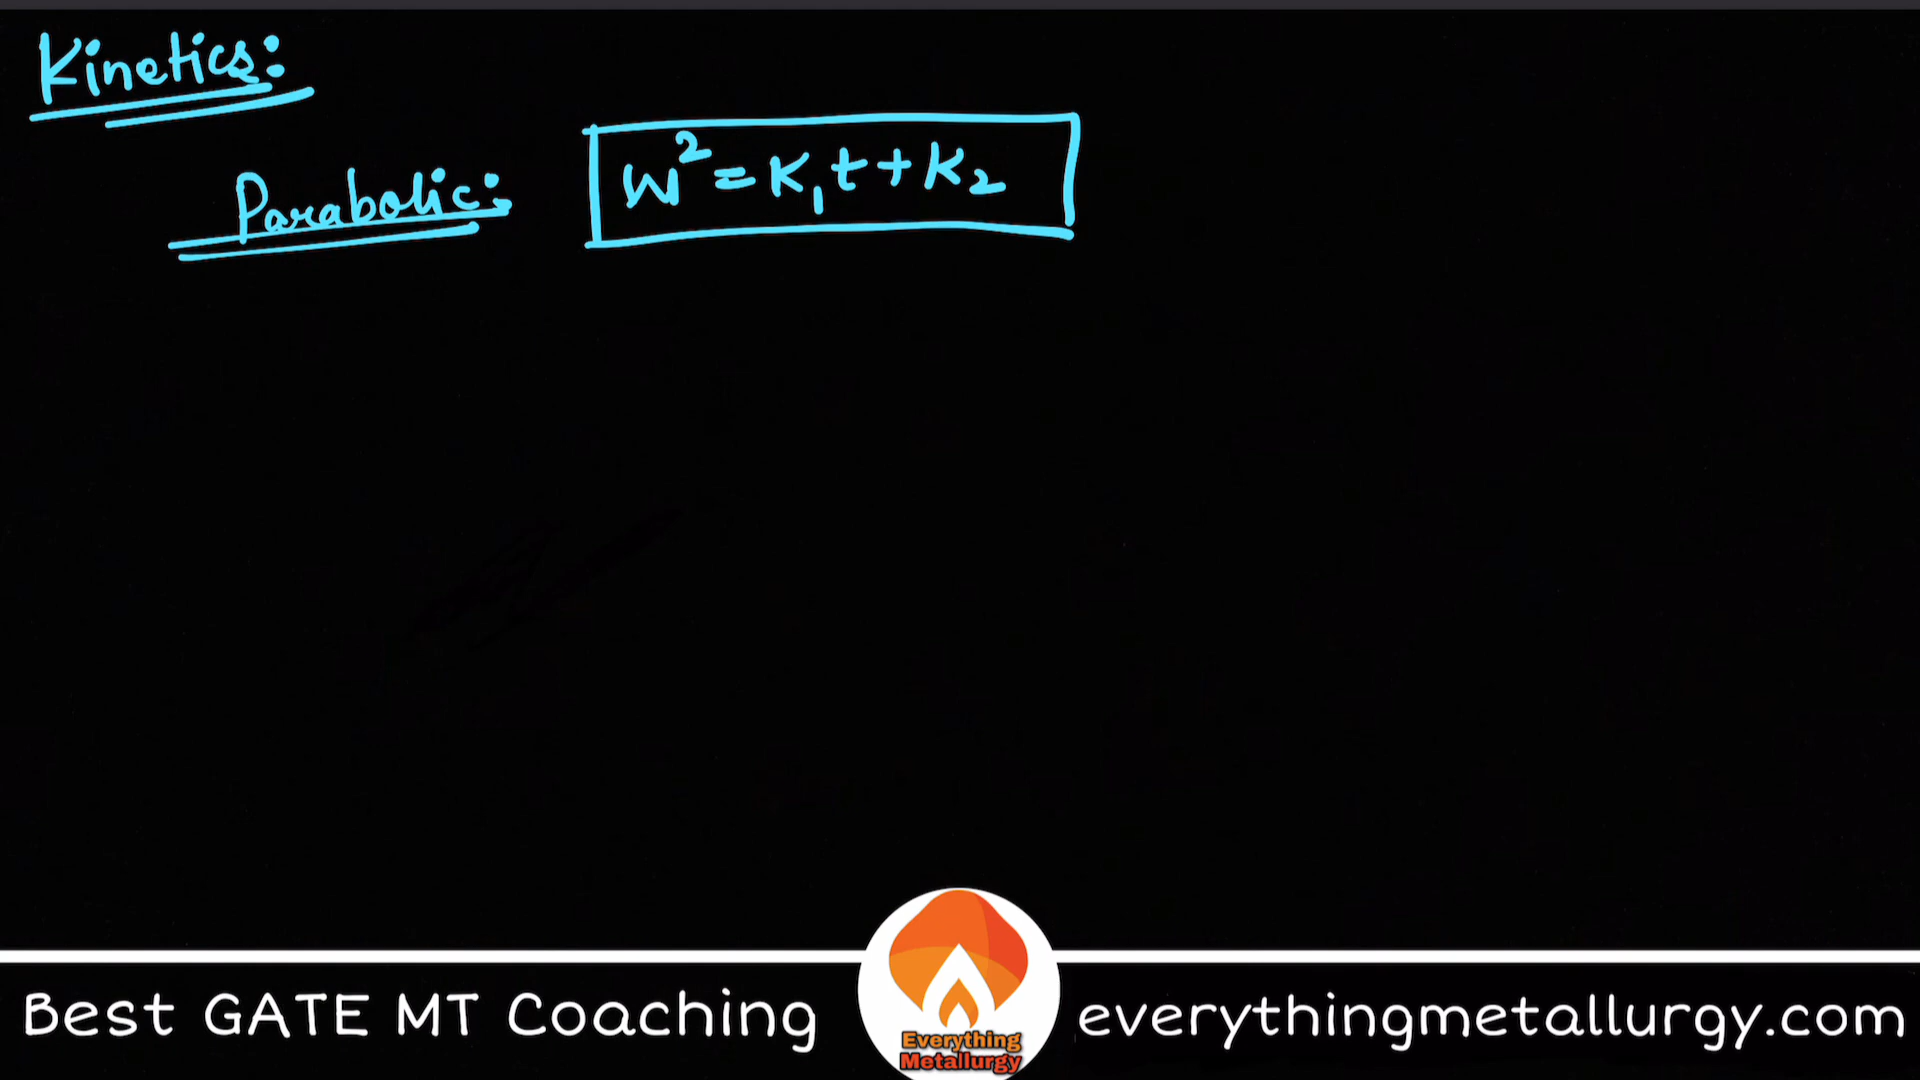 Kinetics:
Parabolic: W² = K₁t + K₂
Best GATE MT Coaching
Everything
Metallurgy
everythingmetallurgy.com